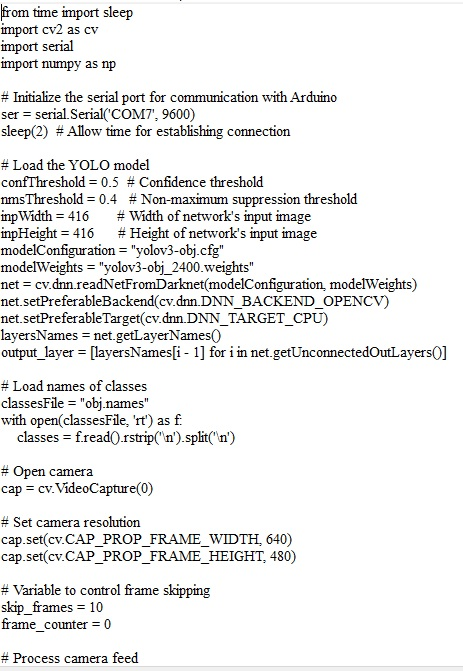 from time import sleep
import cv2 as cv
import serial
import numpy as np

# Initialize the serial port for communication with Arduino
ser = serial.Serial('COM7', 9600)
sleep(2)  # Allow time for establishing connection

# Load the YOLO model
confThreshold = 0.5  # Confidence threshold
nmsThreshold = 0.4   # Non-maximum suppression threshold
inpWidth = 416       # Width of network's input image
inpHeight = 416      # Height of network's input image
modelConfiguration = "yolov3-obj.cfg"
modelWeights = "yolov3-obj_2400.weights"
net = cv.dnn.readNetFromDarknet(modelConfiguration, modelWeights)
net.setPreferableBackend(cv.dnn.DNN_BACKEND_OPENCV)
net.setPreferableTarget(cv.dnn.DNN_TARGET_CPU)
layersNames = net.getLayerNames()
output_layer = [layersNames[i - 1] for i in net.getUnconnectedOutLayers()]

# Load names of classes
classesFile = "obj.names"
with open(classesFile, 'rt') as f:
    classes = f.read().rstrip('\n').split('\n')

# Open camera
cap = cv.VideoCapture(0)

# Set camera resolution
cap.set(cv.CAP_PROP_FRAME_WIDTH, 640)
cap.set(cv.CAP_PROP_FRAME_HEIGHT, 480)

# Variable to control frame skipping
skip_frames = 10
frame_counter = 0

# Process camera feed